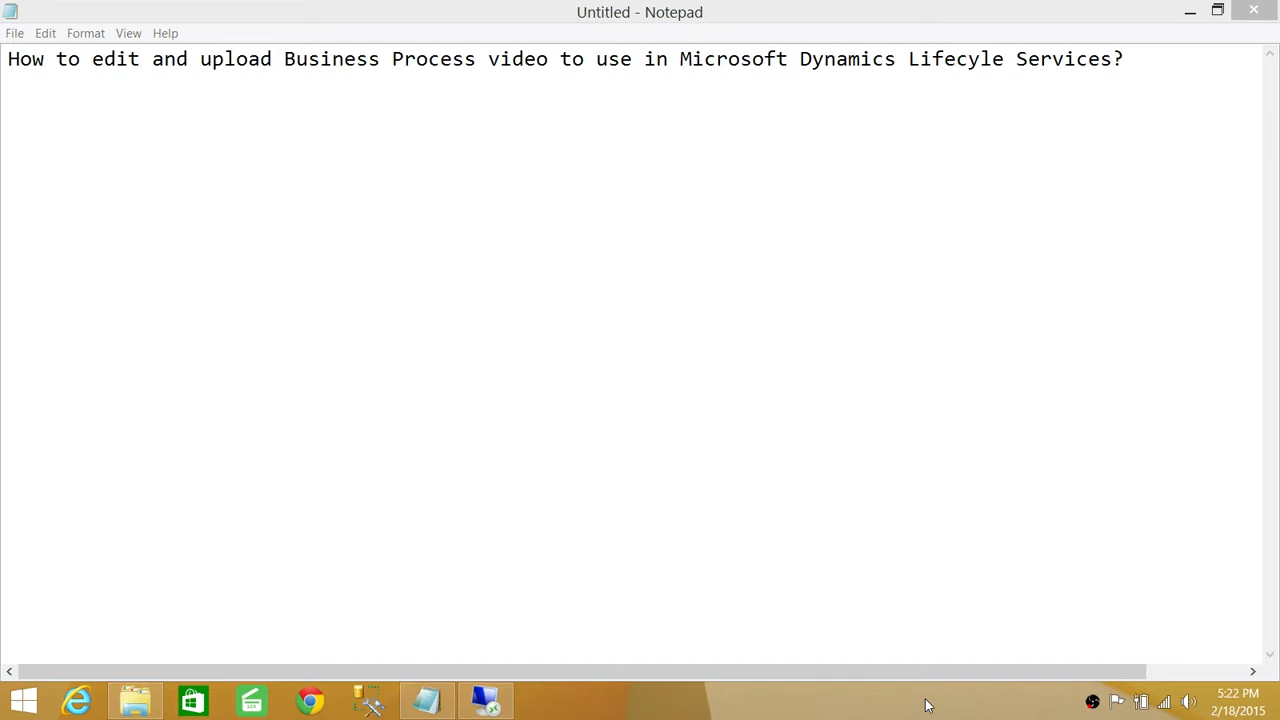 Untitled - Notepad
File Edit Format View Help
How to edit and upload Business Process video to use in Microsoft Dynamics Lifecyle Services?
5:22 PM
2/18/2015